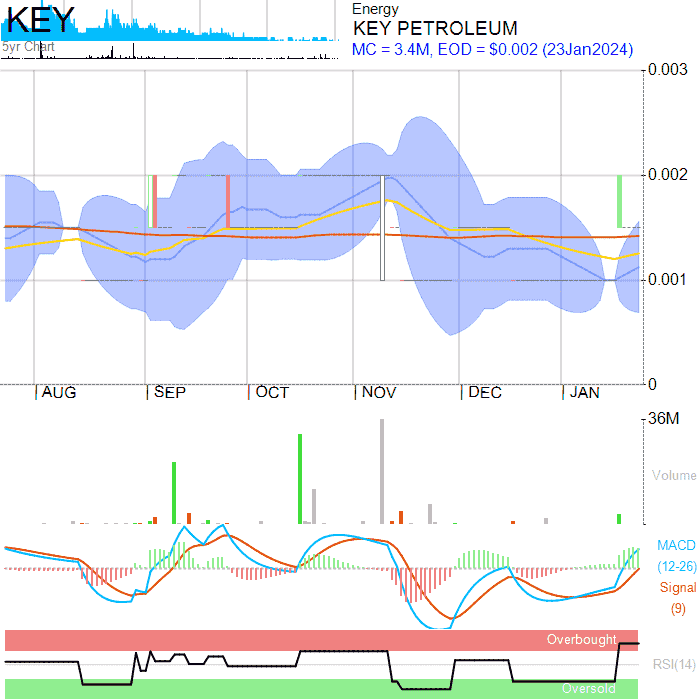 KEY
5yr Chart
Energy
KEY PETROLEUM
MC = 3.4M, EOD = $0.002 (23Jan2024)
0.003
0.002
0.001
0
AUG SEP OCT NOV DEC JAN
36M
Volume
MACD
(12-26)
Signal
(9)
Overbought
RSI(14)
Oversold